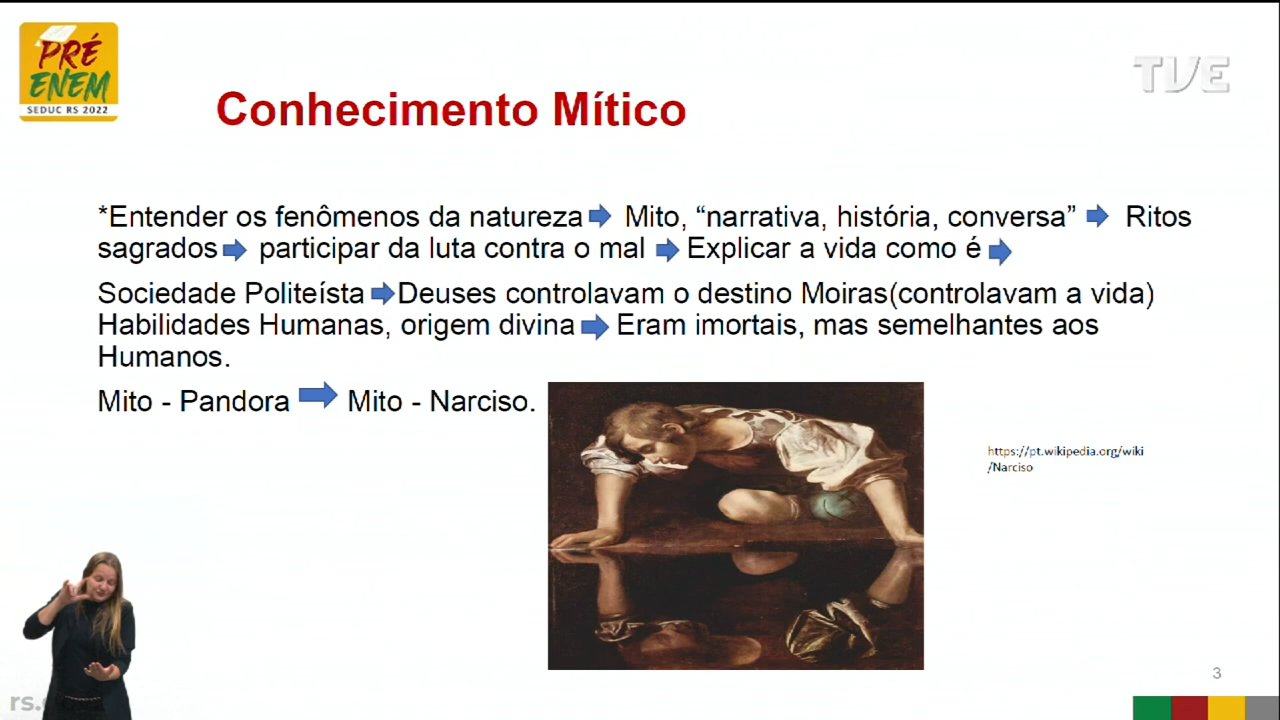 PRÉ
ENEM
SEDUC RS 2022
TVE
Conhecimento Mítico
*Entender os fenômenos da natureza Mito, “narrativa, história, conversa” Ritos
sagrados participar da luta contra o mal Explicar a vida como é
Sociedade Politeísta Deuses controlavam o destino Moiras(controlavam a vida)
Habilidades Humanas, origem divina Eram imortais, mas semelhantes aos
Humanos.
Mito - Pandora Mito - Narciso.
https://pt.wikipedia.org/wiki
/Narciso
3